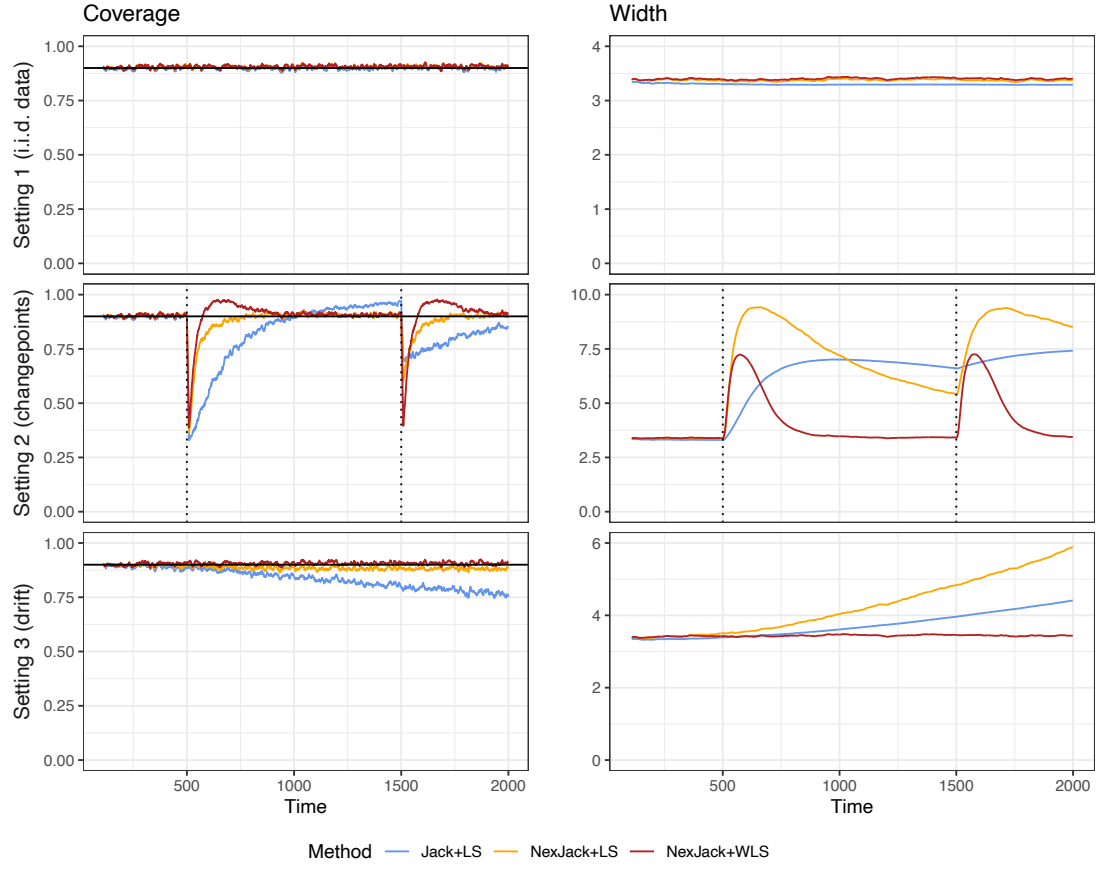 Coverage
Width
Setting 1 (i.i.d. data)
1.00
0.75
0.50
0.25
0.00
4
3
2
1
0
Setting 2 (changepoints)
1.00
0.75
0.50
0.25
0.00
10.0
7.5
5.0
2.5
0.0
Setting 3 (drift)
1.00
0.75
0.50
0.25
0.00
6
4
2
0
500 1000 1500 2000
500 1000 1500 2000
Time
Time
Method Jack+LS NexJack+LS NexJack+WLS